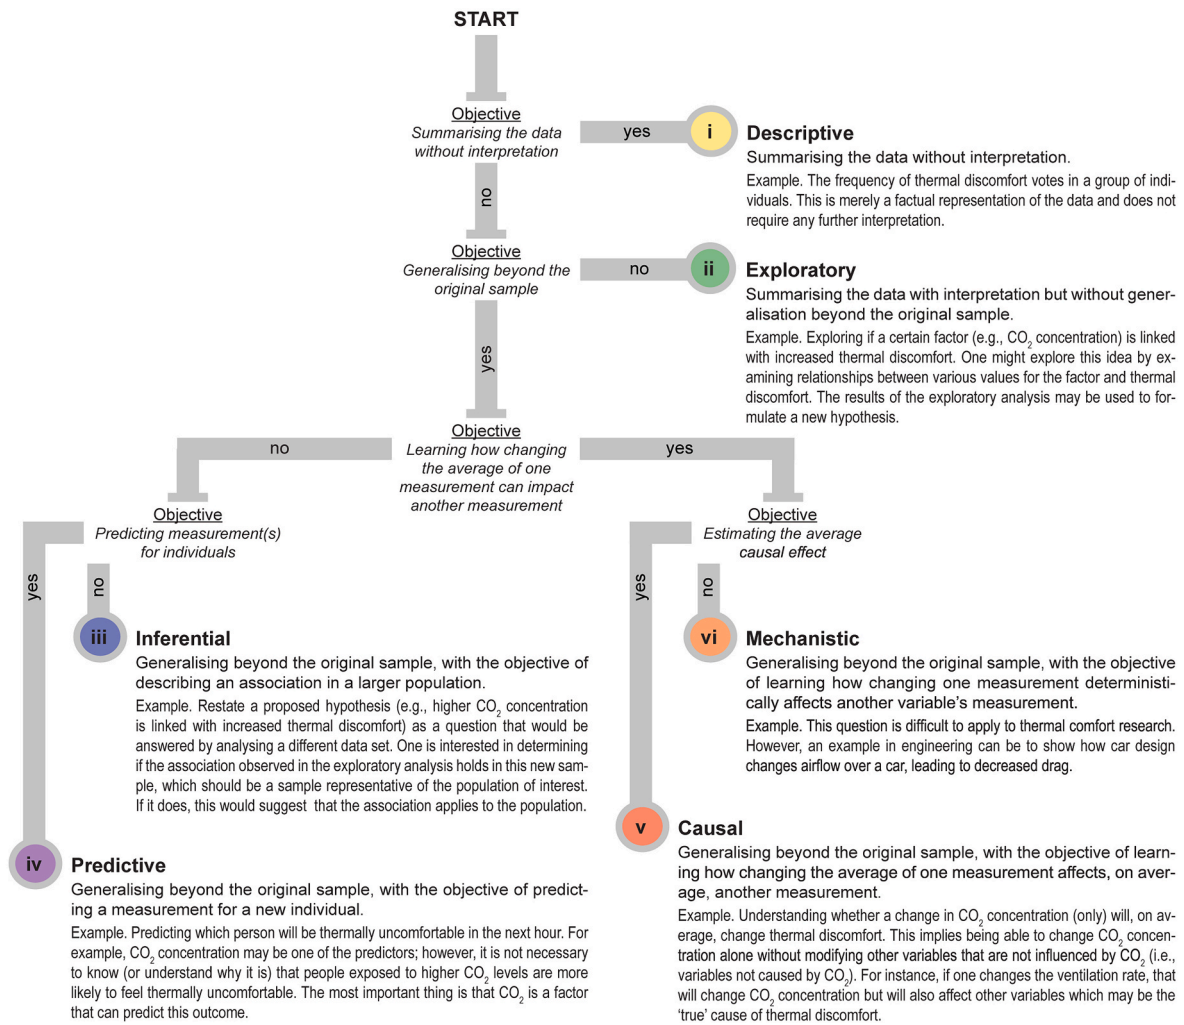 START
Objective
Summarising the data
without interpretation
yes
i
Descriptive
Summarising the data without interpretation.
Example. The frequency of thermal discomfort votes in a group of indi-
viduals. This is merely a factual representation of the data and does not
require any further interpretation.
no
Objective
Generalising beyond the
original sample
no
ii
Exploratory
Summarising the data with interpretation but without gener-
alisation beyond the original sample.
Example. Exploring if a certain factor (e.g., CO₂ concentration) is linked
with increased thermal discomfort. One might explore this idea by ex-
amining relationships between various values for the factor and thermal
discomfort. The results of the exploratory analysis may be used to for-
mulate a new hypothesis.
yes
Objective
Learning how changing
the average of one
measurement can impact
another measurement
no
yes
Objective
Predicting measurement(s)
for individuals
yes
no
iii
Inferential
Generalising beyond the original sample, with the objective of
describing an association in a larger population.
Example. Restate a proposed hypothesis (e.g., higher CO₂ concentration
is linked with increased thermal discomfort) as a question that would be
answered by analysing a different data set. One is interested in determining
if the association observed in the exploratory analysis holds in this new sam-
ple, which should be a sample representative of the population of interest.
If it does, this would suggest that the association applies to the population.
iv
Predictive
Generalising beyond the original sample, with the objective of predict-
ing a measurement for a new individual.
Example. Predicting which person will be thermally uncomfortable in the next hour. For
example, CO₂ concentration may be one of the predictors; however, it is not necessary
to know (or understand why it is) that people exposed to higher CO₂ levels are more
likely to feel thermally uncomfortable. The most important thing is that CO₂ is a factor
that can predict this outcome.
Objective
Estimating the average
causal effect
yes
no
vi
Mechanistic
Generalising beyond the original sample, with the objective
of learning how changing one measurement deterministi-
cally affects another variable's measurement.
Example. This question is difficult to apply to thermal comfort research.
However, an example in engineering can be to show how car design
changes airflow over a car, leading to decreased drag.
v
Causal
Generalising beyond the original sample, with the objective of learn-
ing how changing the average of one measurement affects, on aver-
age, another measurement.
Example. Understanding whether a change in CO₂ concentration (only) will, on av-
erage, change thermal discomfort. This implies being able to change CO₂ concen-
tration alone without modifying other variables that are not influenced by CO₂ (i.e.,
variables not caused by CO₂). For instance, if one changes the ventilation rate, that
will change CO₂ concentration but will also affect other variables which may be the
‘true’ cause of thermal discomfort.